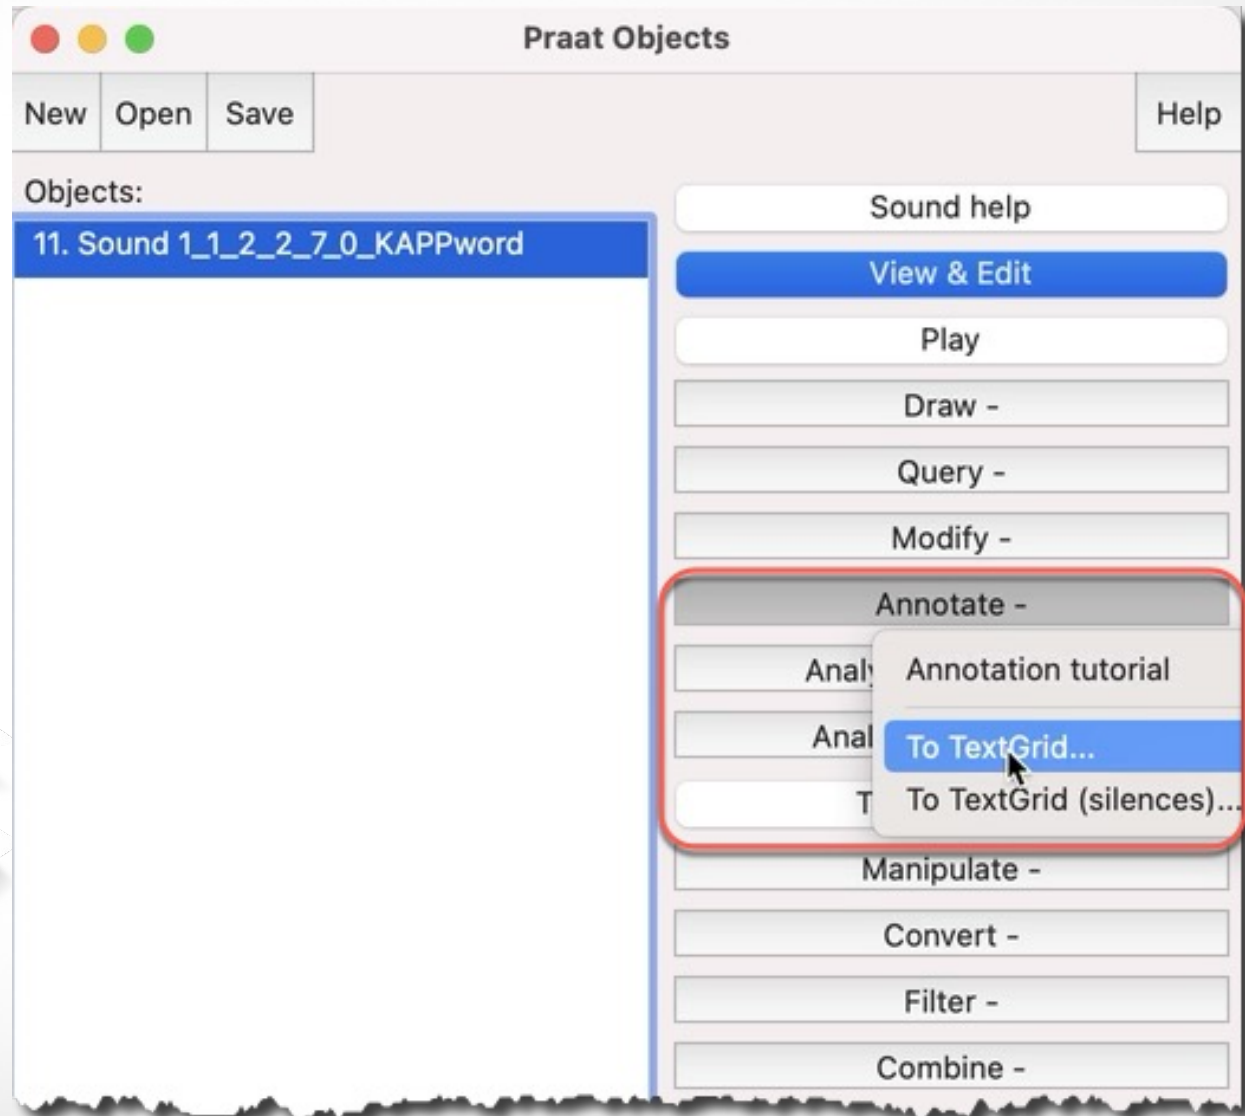 Praat Objects
New Open Save Help
Objects:
11. Sound 1_1_2_2_7_0_KAPPword
Sound help
View & Edit
Play
Draw -
Query -
Modify -
Annotate -
Annotation tutorial
To TextGrid...
To TextGrid (silences)...
Manipulate -
Convert -
Filter -
Combine -